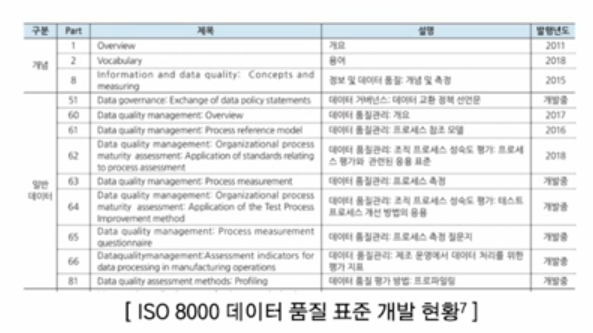 구분 Part 제목 설명 발행년도
개념
1 Overview 개요 2011
2 Vocabulary 용어 2018
8 Information and data quality: Concepts and measuring 정보 및 데이터 품질: 개념 및 측정 2015
일반 데이터
51 Data governance: Exchange of data policy statements 데이터 거버넌스: 데이터 교환 정책 선언문 개발중
60 Data quality management: Overview 데이터 품질관리: 개요 2017
61 Data quality management: Process reference model 데이터 품질관리: 프로세스 참조 모델 2016
62 Data quality management: Organizational process maturity assessment: Application of standards relating to process assessment 데이터 품질관리: 조직 프로세스 성숙도 평가: 프로세스 평가와 관련된 응용 표준 2018
63 Data quality management: Process measurement 데이터 품질관리: 프로세스 측정 개발중
64 Data quality management: Organizational process maturity assessment: Application of the Test Process Improvement method 데이터 품질관리: 조직 프로세스 성숙도 평가: 테스트 프로세스 개선 방법의 응용 개발중
65 Data quality management: Process measurement questionnaire 데이터 품질관리: 프로세스 측정 질문지 개발중
66 Dataqualitymanagement:Assessment indicators for data processing in manufacturing operations 데이터 품질관리: 제조 운영에서 데이터 처리를 위한 평가 지표 개발중
81 Data quality assessment methods: Profiling 데이터 품질 평가 방법: 프로파일링 개발중
[ ISO 8000 데이터 품질 표준 개발 현황7 ]